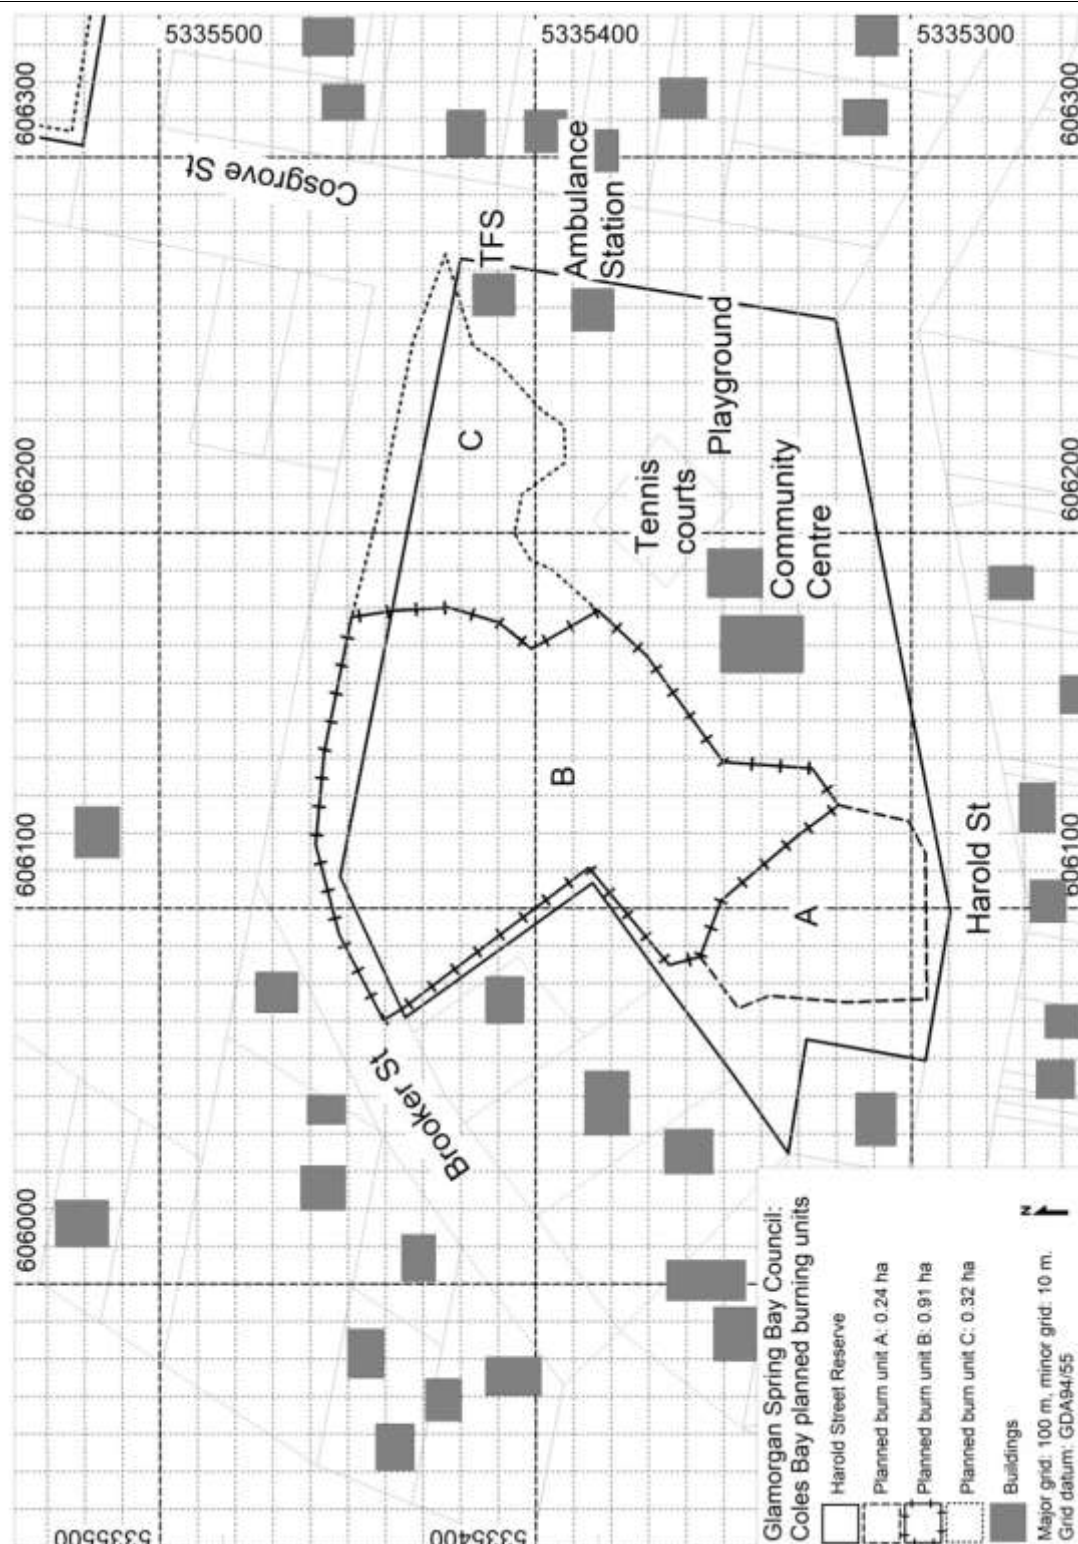 5335500
5335400
5335300
606300
606300
Cosgrove St
TFS
Ambulance
Station
Playground
C
606200
606200
Tennis
courts
Community
Centre
B
606100
606100
A
Harold St
Brooker St
606000
5335500
5335400
Glamorgan Spring Bay Council:
Coles Bay planned burning units
Harold Street Reserve
Planned burn unit A: 0.24 ha
Planned burn unit B: 0.91 ha
Planned burn unit C: 0.32 ha
Buildings
Major grid: 100 m, minor grid: 10 m.
Grid datum: GDA94/55
N